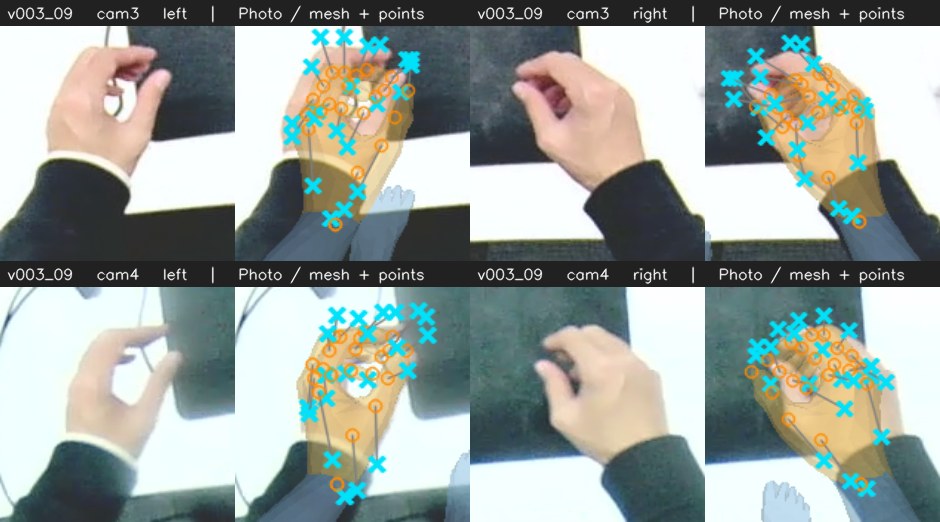 v003_09 cam3 left | Photo / mesh + points
v003_09 cam3 right | Photo / mesh + points
v003_09 cam4 left | Photo / mesh + points
v003_09 cam4 right | Photo / mesh + points